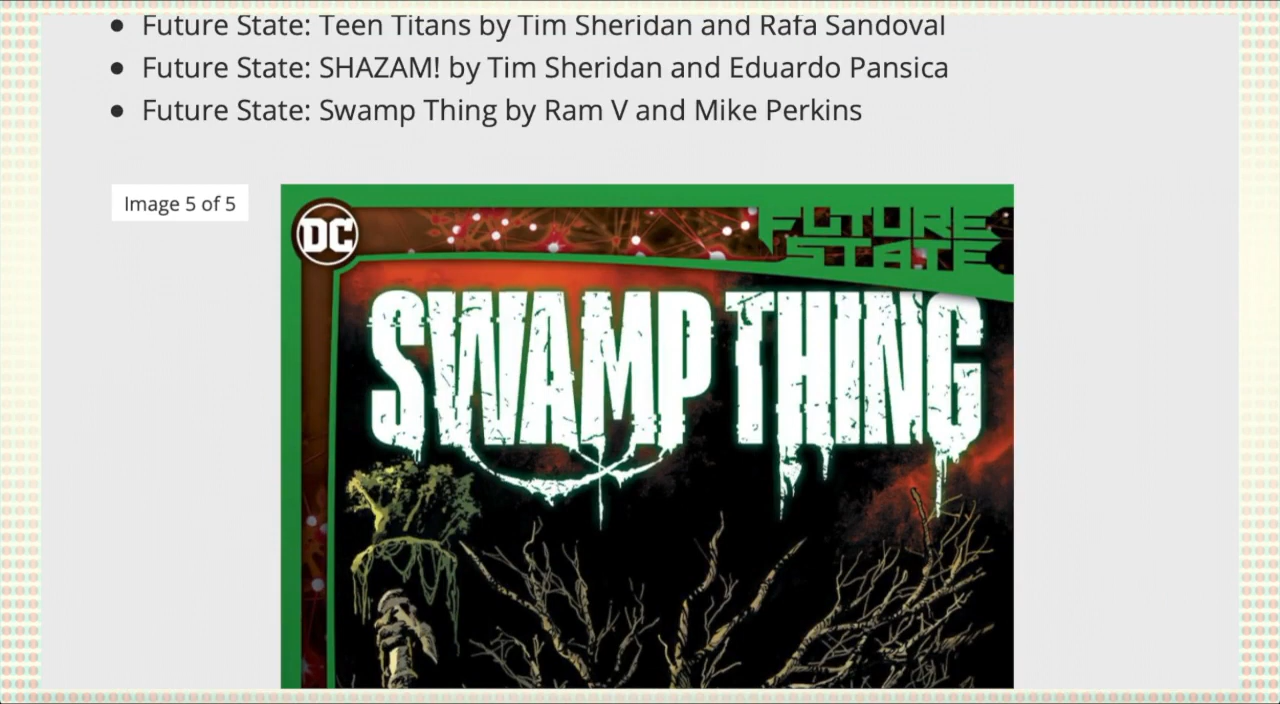 Future State: Teen Titans by Tim Sheridan and Rafa Sandoval
Future State: SHAZAM! by Tim Sheridan and Eduardo Pansica
Future State: Swamp Thing by Ram V and Mike Perkins
Image 5 of 5
DC
FUTURE
STATE
SWAMP THING